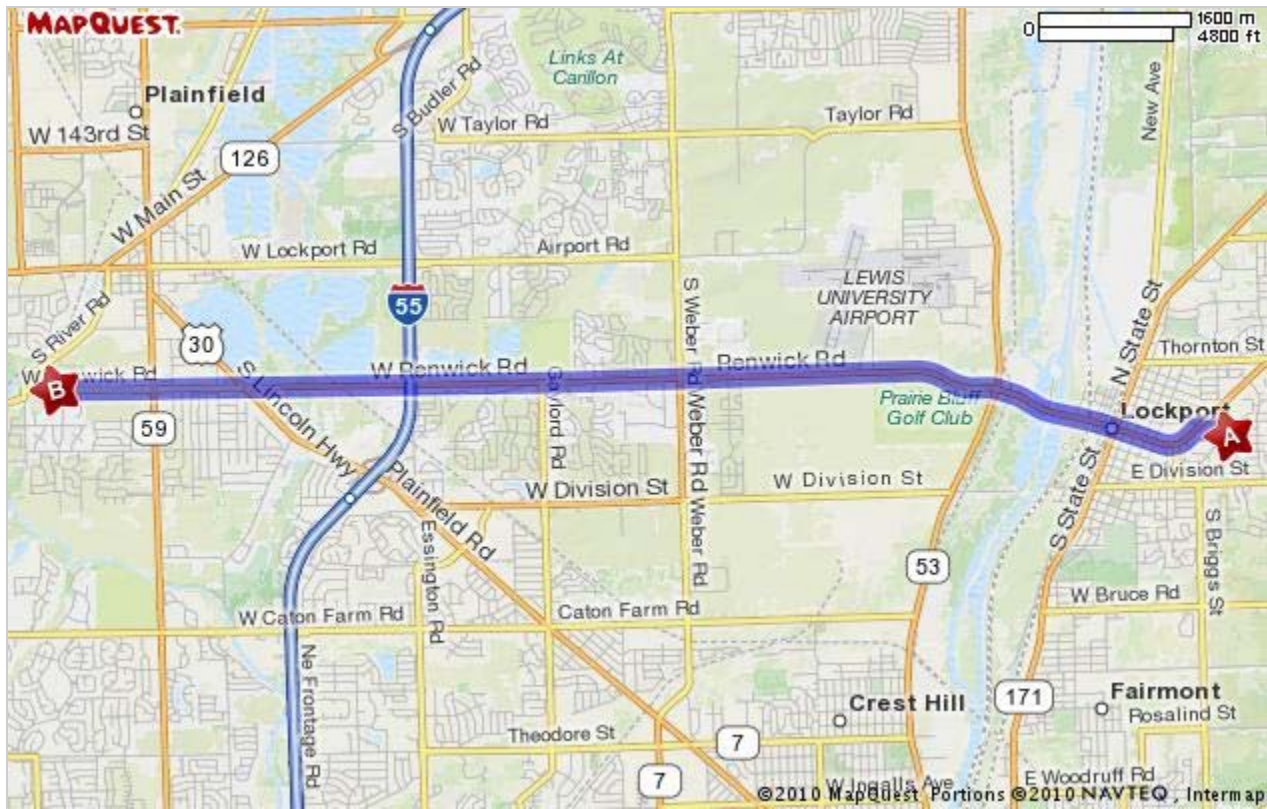 MAPQUEST.
0
1600 m
4800 ft
Links At
Carillon
Plainfield
S Budler Rd
W Taylor Rd
Taylor Rd
New Ave
W 143rd St
126
W Main St
W Lockport Rd
Airport Rd
55
LEWIS
UNIVERSITY
AIRPORT
S Weber Rd
S River Rd
30
N State St
Thornton St
W Renwick Rd
W Renwick Rd
Renwick Rd
B
S Lincoln Hwy
Gaylord Rd
Prairie Bluff
Golf Club
Lockport
A
59
Weber Rd
E Division St
Plainfield Rd
W Division St
W Division St
S State St
Essington Rd
Weber Rd
S Briggs St
53
W Caton Farm Rd
Caton Farm Rd
W Bruce Rd
Ne Frontage Rd
Crest Hill
171
Fairmont
Rosalind St
Theodore St
7
7
W Ingalls Ave
E Woodruff Rd
©2010 MapQuest Portions ©2010 NAVTEQ, Intermap